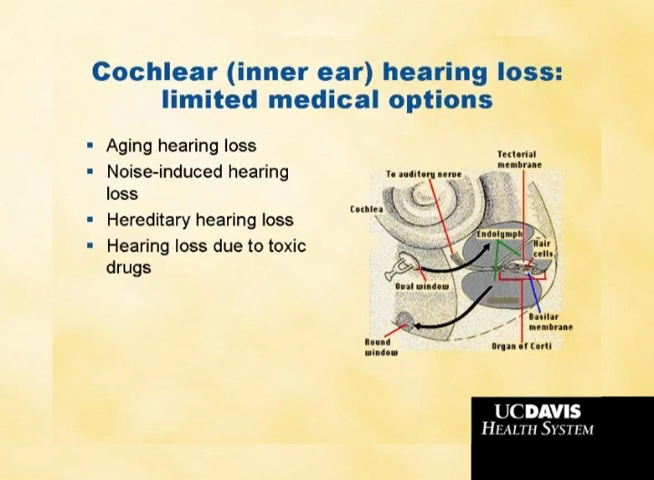 Cochlear (inner ear) hearing loss:
limited medical options
▪ Aging hearing loss
▪ Noise-induced hearing
loss
▪ Hereditary hearing loss
▪ Hearing loss due to toxic
drugs
Tectorial
membrane
To auditory nerve
Cochlea
Endolymph
Hair
cells
Oval window
Basilar
membrane
Round
window
Organ of Corti
UCDAVIS
HEALTH SYSTEM